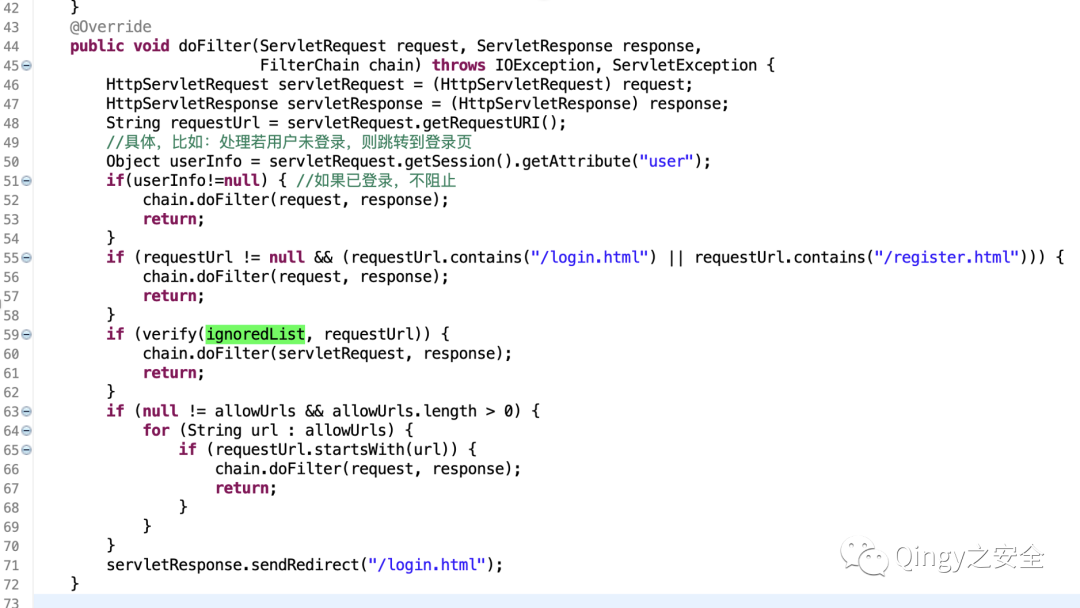 42 }
43 @Override
44 public void doFilter(ServletRequest request, ServletResponse response,
45 FilterChain chain) throws IOException, ServletException {
46 HttpServletRequest servletRequest = (HttpServletRequest) request;
47 HttpServletResponse servletResponse = (HttpServletResponse) response;
48 String requestUrl = servletRequest.getRequestURI();
49 //具体，比如：处理若用户未登录，则跳转到登录页
50 Object userInfo = servletRequest.getSession().getAttribute("user");
51 if(userInfo!=null) { //如果已登录，不阻止
52 chain.doFilter(request, response);
53 return;
54 }
55 if (requestUrl != null && (requestUrl.contains("/login.html") || requestUrl.contains("/register.html"))) {
56 chain.doFilter(request, response);
57 return;
58 }
59 if (verify(ignoredList, requestUrl)) {
60 chain.doFilter(servletRequest, response);
61 return;
62 }
63 if (null != allowUrls && allowUrls.length > 0) {
64 for (String url : allowUrls) {
65 if (requestUrl.startsWith(url)) {
66 chain.doFilter(request, response);
67 return;
68 }
69 }
70 }
71 servletResponse.sendRedirect("/login.html");
72 }
73
Qingy之安全